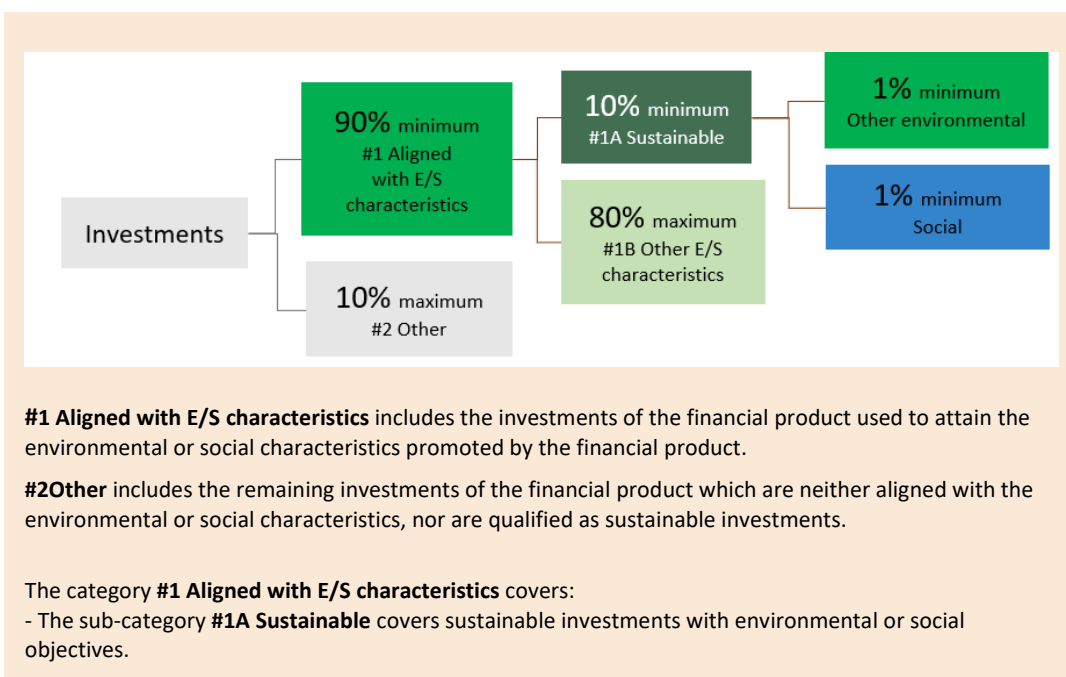 Investments
90% minimum
#1 Aligned
with E/S
characteristics
10% maximum
#2 Other
10% minimum
#1A Sustainable
80% maximum
#1B Other E/S
characteristics
1% minimum
Other environmental
1% minimum
Social
#1 Aligned with E/S characteristics includes the investments of the financial product used to attain the
environmental or social characteristics promoted by the financial product.
#2Other includes the remaining investments of the financial product which are neither aligned with the
environmental or social characteristics, nor are qualified as sustainable investments.
The category #1 Aligned with E/S characteristics covers:
- The sub-category #1A Sustainable covers sustainable investments with environmental or social
objectives.